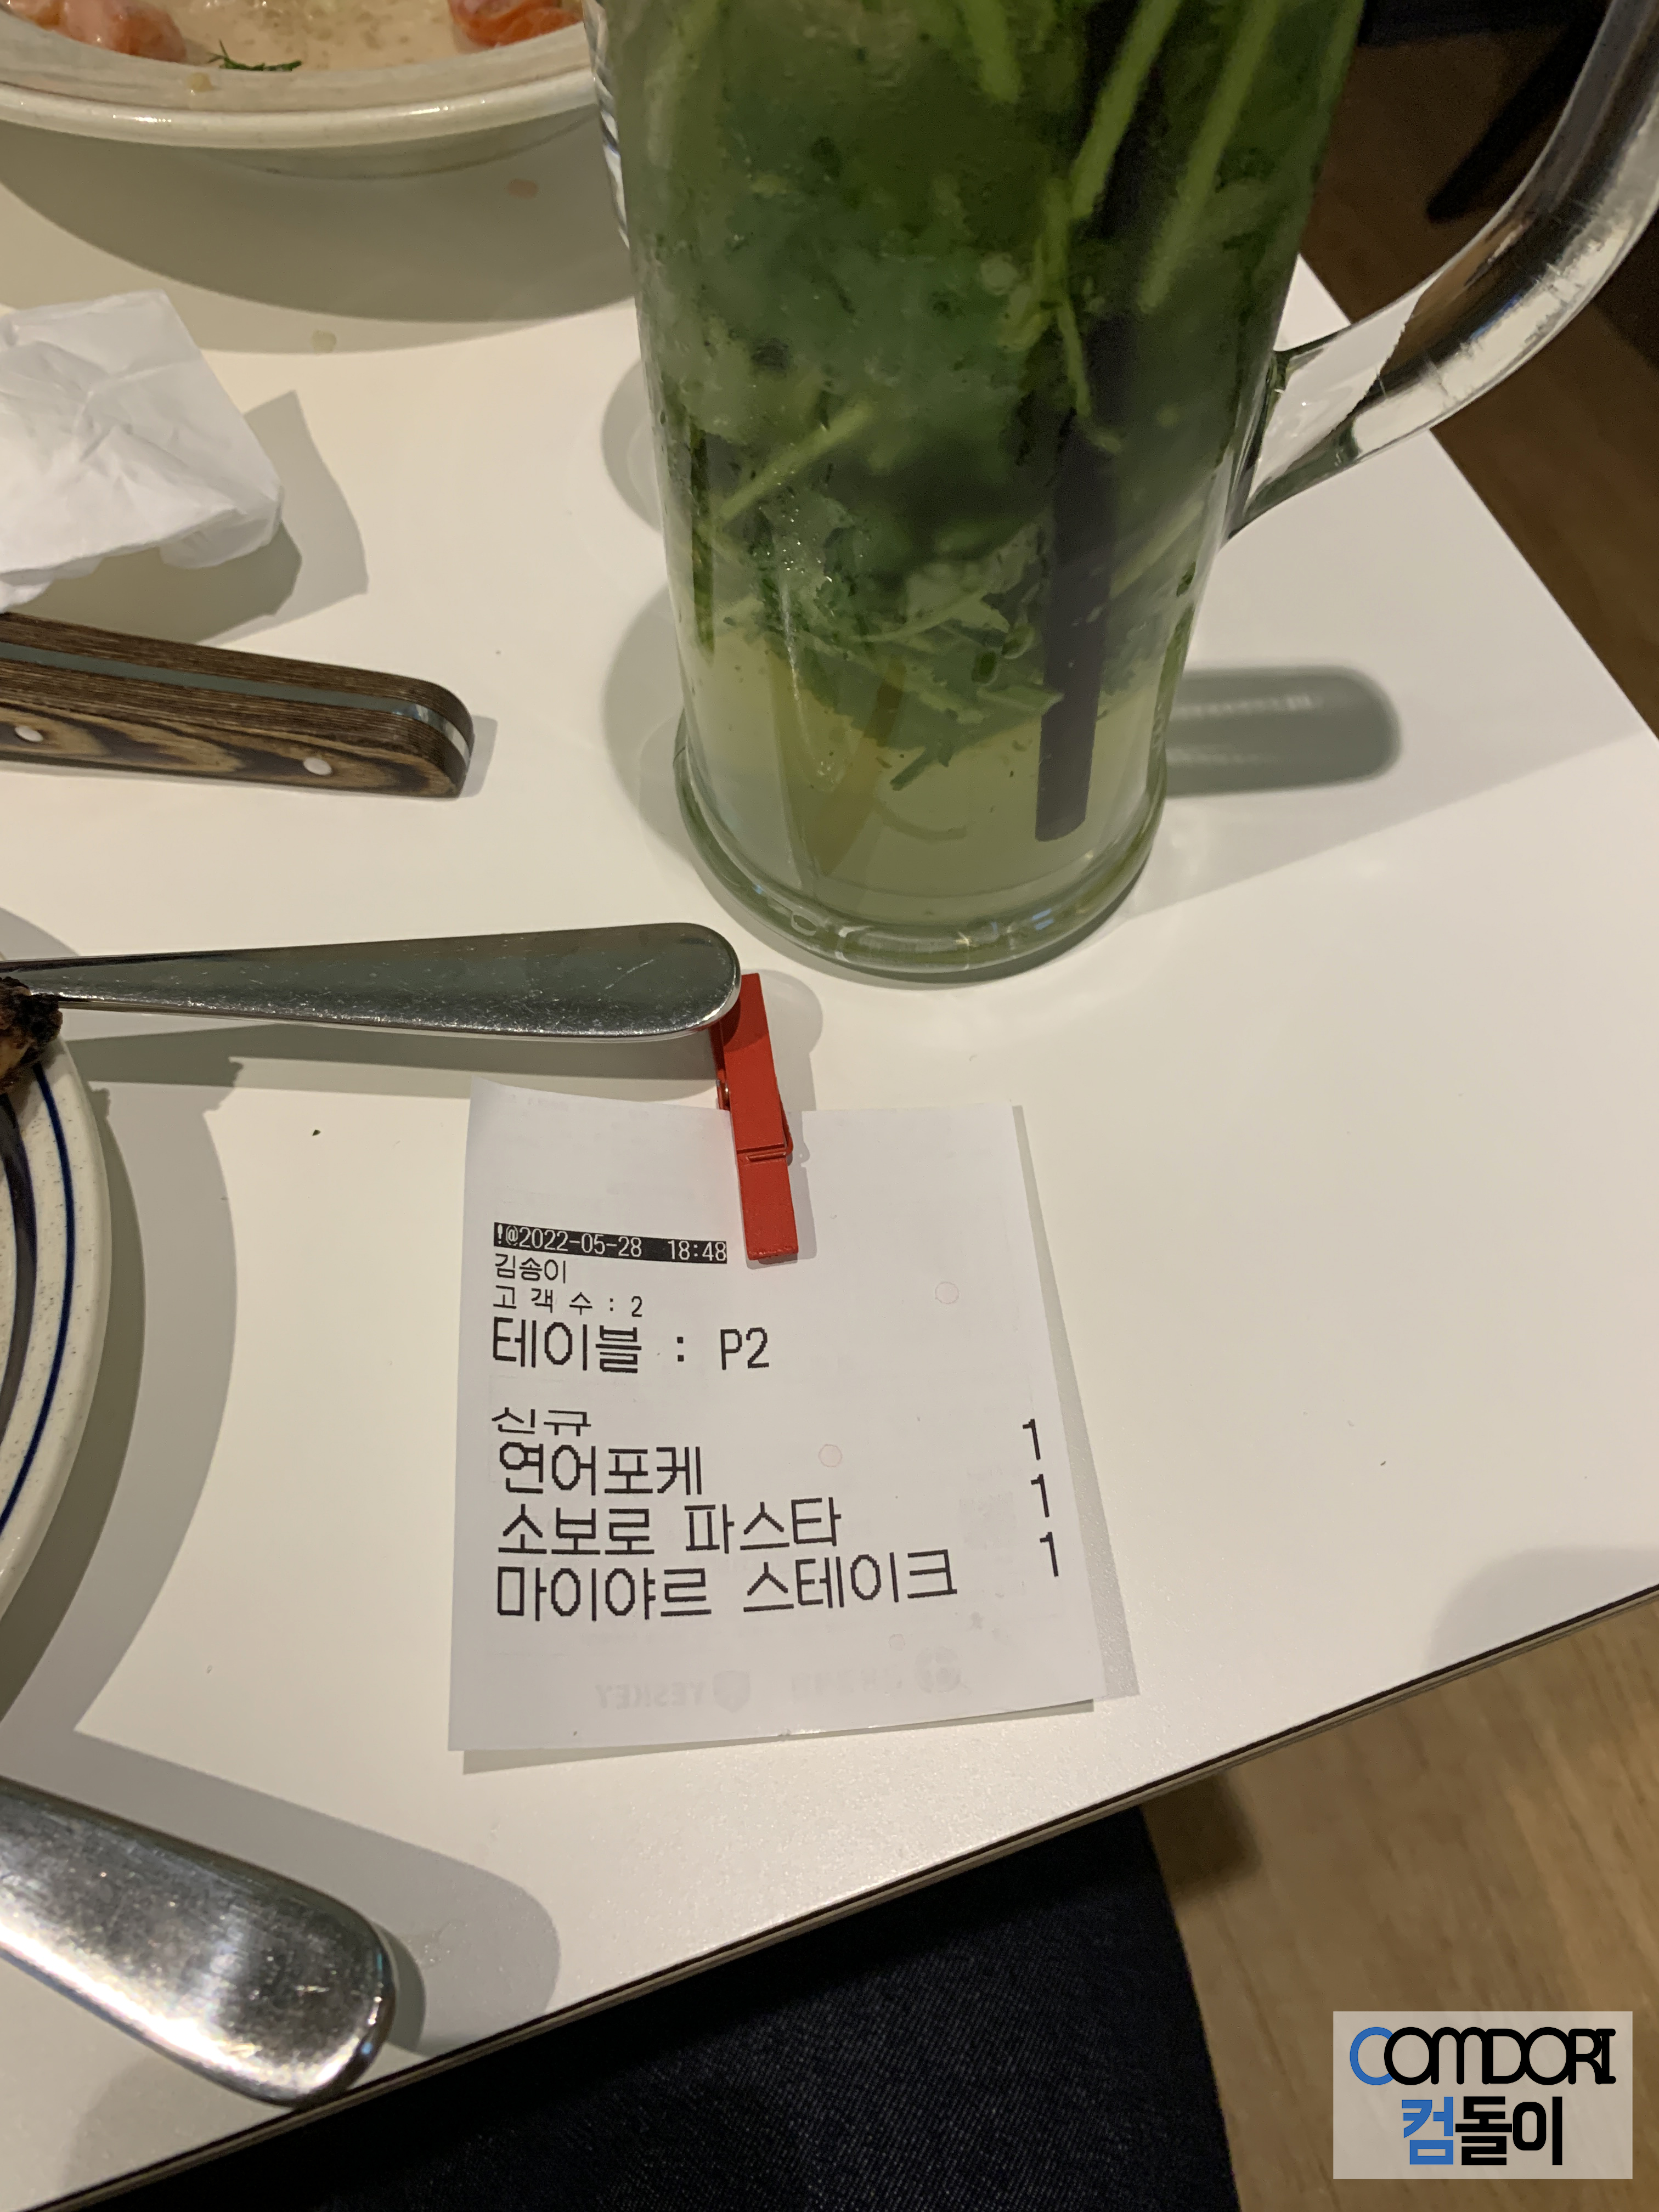 !@2022-05-28 18:48
김송이
고 객 수 : 2
테이블 : P2
신규
연어포케 1
소보로 파스타 1
마이야르 스테이크 1
YESKEY
COMDORI
컴돌이